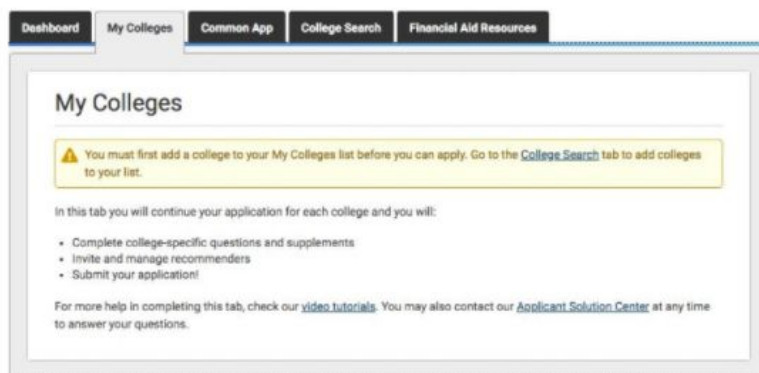 Dashboard My Colleges Common App College Search Financial Aid Resources
My Colleges
You must first add a college to your My Colleges list before you can apply. Go to the College Search tab to add colleges
to your list.
In this tab you will continue your application for each college and you will:
• Complete college-specific questions and supplements
• Invite and manage recommenders
• Submit your application!
For more help in completing this tab, check our video tutorials. You may also contact our Applicant Solution Center at any time
to answer your questions.